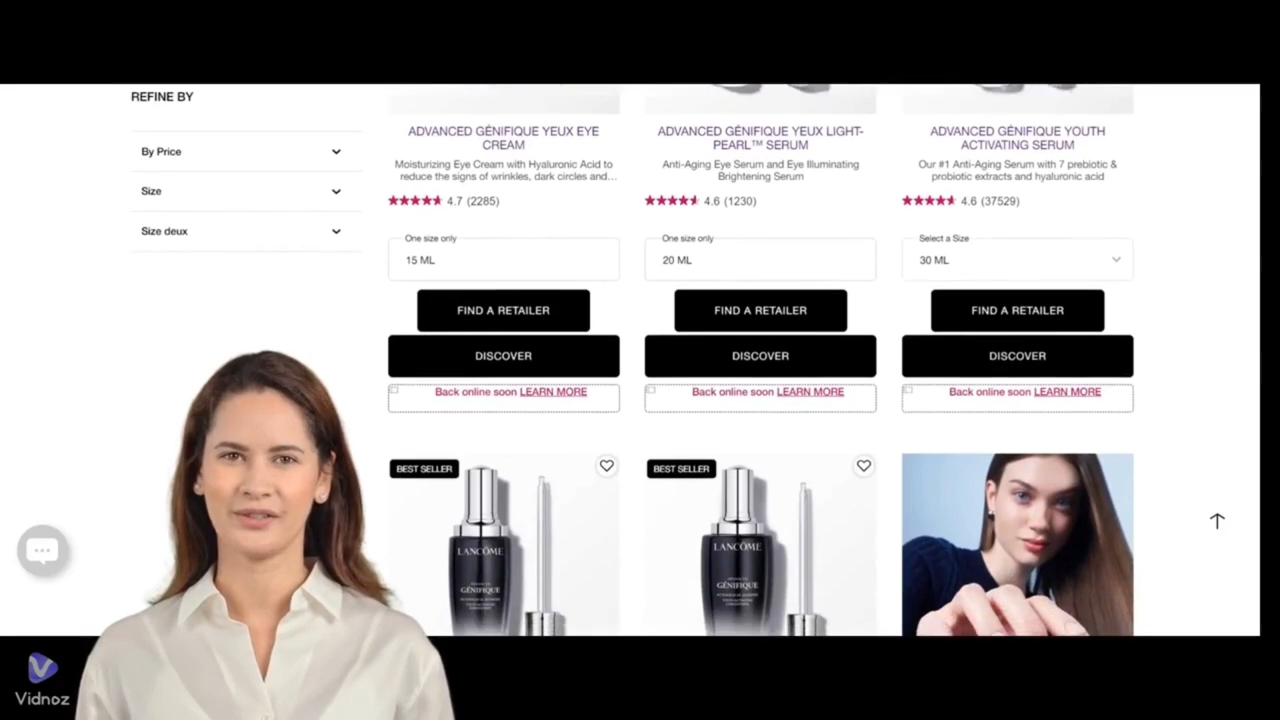 REFINE BY
By Price
Size
Size deux
ADVANCED GÉNIFIQUE YEUX EYE
CREAM
Moisturizing Eye Cream with Hyaluronic Acid to
reduce the signs of wrinkles, dark circles and...
4.7 (2285)
One size only
15 ML
FIND A RETAILER
DISCOVER
Back online soon LEARN MORE
ADVANCED GÉNIFIQUE YEUX LIGHT-
PEARL™ SERUM
Anti-Aging Eye Serum and Eye Illuminating
Brightening Serum
4.6 (1230)
One size only
20 ML
FIND A RETAILER
DISCOVER
Back online soon LEARN MORE
ADVANCED GÉNIFIQUE YOUTH
ACTIVATING SERUM
Our #1 Anti-Aging Serum with 7 prebiotic &
probiotic extracts and hyaluronic acid
4.6 (37529)
Select a Size
30 ML
FIND A RETAILER
DISCOVER
Back online soon LEARN MORE
BEST SELLER
LANCÔME
ADVANCED
GÉNIFIQUE
BEST SELLER
LANCÔME
ADVANCED
GÉNIFIQUE
Vidnoz